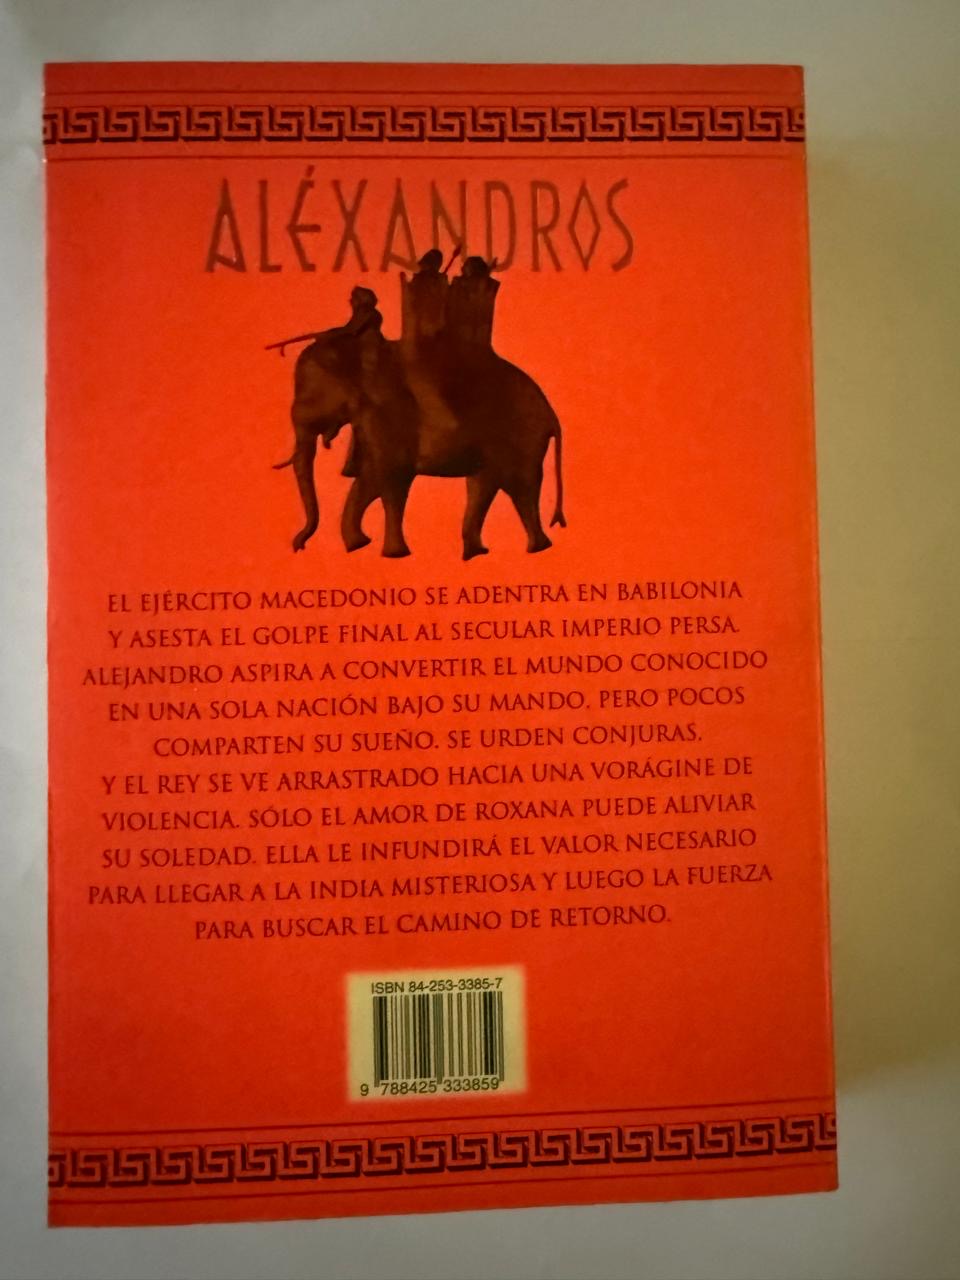 ALÉXANDROS
EL EJÉRCITO MACEDONIO SE ADENTRA EN BABILONIA
Y ASESTA EL GOLPE FINAL AL SECULAR IMPERIO PERSA.
ALEJANDRO ASPIRA A CONVERTIR EL MUNDO CONOCIDO
EN UNA SOLA NACIÓN BAJO SU MANDO, PERO POCOS
COMPARTEN SU SUEÑO. SE URDEN CONJURAS,
Y EL REY SE VE ARRASTRADO HACIA UNA VORÁGINE DE
VIOLENCIA. SÓLO EL AMOR DE ROXANA PUEDE ALIVIAR
SU SOLEDAD. ELLA LE INFUNDIRÁ EL VALOR NECESARIO
PARA LLEGAR A LA INDIA MISTERIOSA Y LUEGO LA FUERZA
PARA BUSCAR EL CAMINO DE RETORNO.
ISBN 84-253-3385-7
9 788425 333859